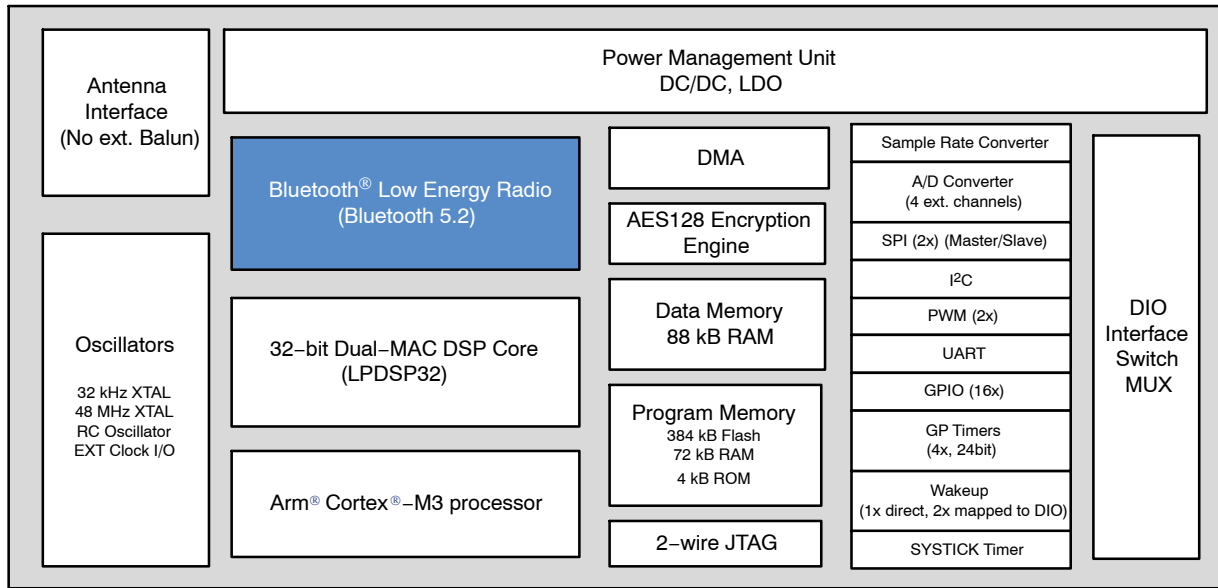 Antenna
Interface
(No ext. Balun)
Power Management Unit
DC/DC, LDO
Bluetooth® Low Energy Radio
(Bluetooth 5.2)
Oscillators
32 kHz XTAL
48 MHz XTAL
RC Oscillator
EXT Clock I/O
32−bit Dual−MAC DSP Core
(LPDSP32)
Arm® Cortex®−M3 processor
DMA
AES128 Encryption
Engine
Data Memory
88 kB RAM
Program Memory
384 kB Flash
72 kB RAM
4 kB ROM
2−wire JTAG
Sample Rate Converter
A/D Converter
(4 ext. channels)
SPI (2x) (Master/Slave)
I²C
PWM (2x)
UART
GPIO (16x)
GP Timers
(4x, 24bit)
Wakeup
(1x direct, 2x mapped to DIO)
SYSTICK Timer
DIO
Interface
Switch
MUX